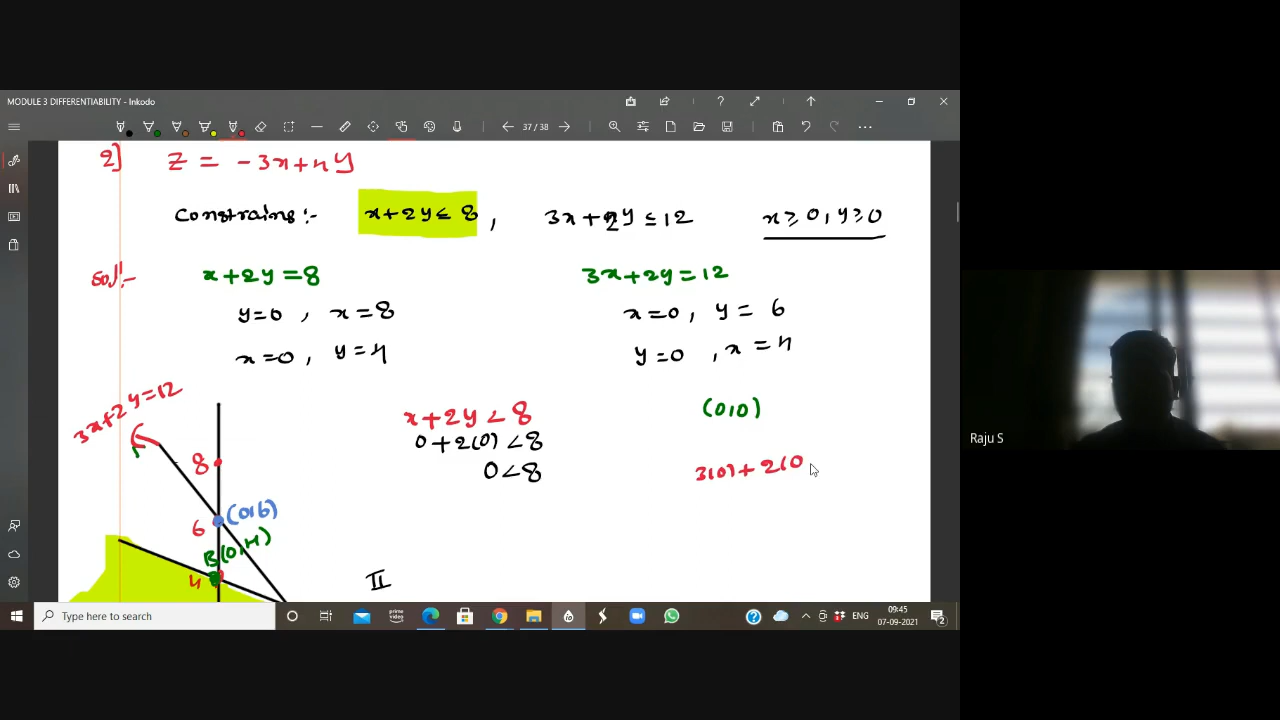 MODULE 3 DIFFERENTIABILITY - Inkodo
37 / 38
2] Z = -3x+4y
Constrains:- x+2y ≤ 8, 3x+2y ≤ 12 x ≥ 0, y ≥ 0
Sol:- x+2y = 8 3x+2y = 12
y=0, x=8 x=0, y= 6
x=0, y=4 y=0, x=4
3x+2y=12
x+2y < 8 (0,0)
0+2(0) < 8
0 < 8 3(0)+2(0
8
(0,6)
6
B(0,4)
4
II
Raju S
Type here to search
prime video
ENG
09:45
07-09-2021
2